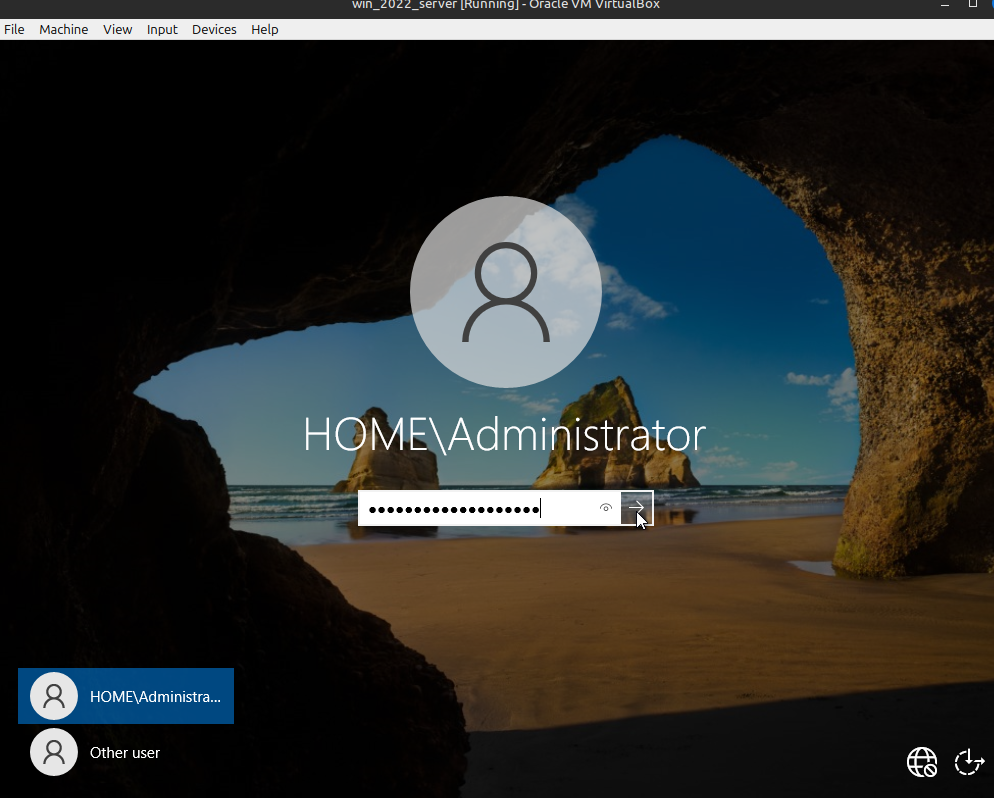 win_2022_server [Running] - Oracle VM VirtualBox
File Machine View Input Devices Help
HOME\Administrator
HOME\Administra...
Other user